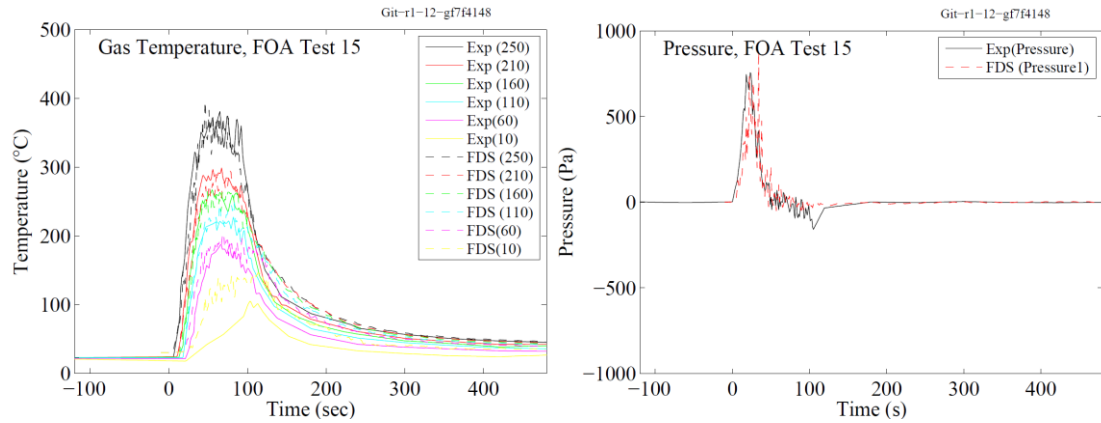 Git−r1−12−gf7f4148
Gas Temperature, FOA Test 15
Exp (250)
Exp (210)
Exp (160)
Exp (110)
Exp(60)
Exp(10)
FDS (250)
FDS (210)
FDS (160)
FDS (110)
FDS(60)
FDS(10)
500
400
300
200
100
0
Temperature (°C)
−100 0 100 200 300 400
Time (sec)
Git−r1−12−gf7f4148
Pressure, FOA Test 15
Exp(Pressure)
FDS (Pressure1)
1000
500
0
−500
−1000
Pressure (Pa)
−100 0 100 200 300 400
Time (s)